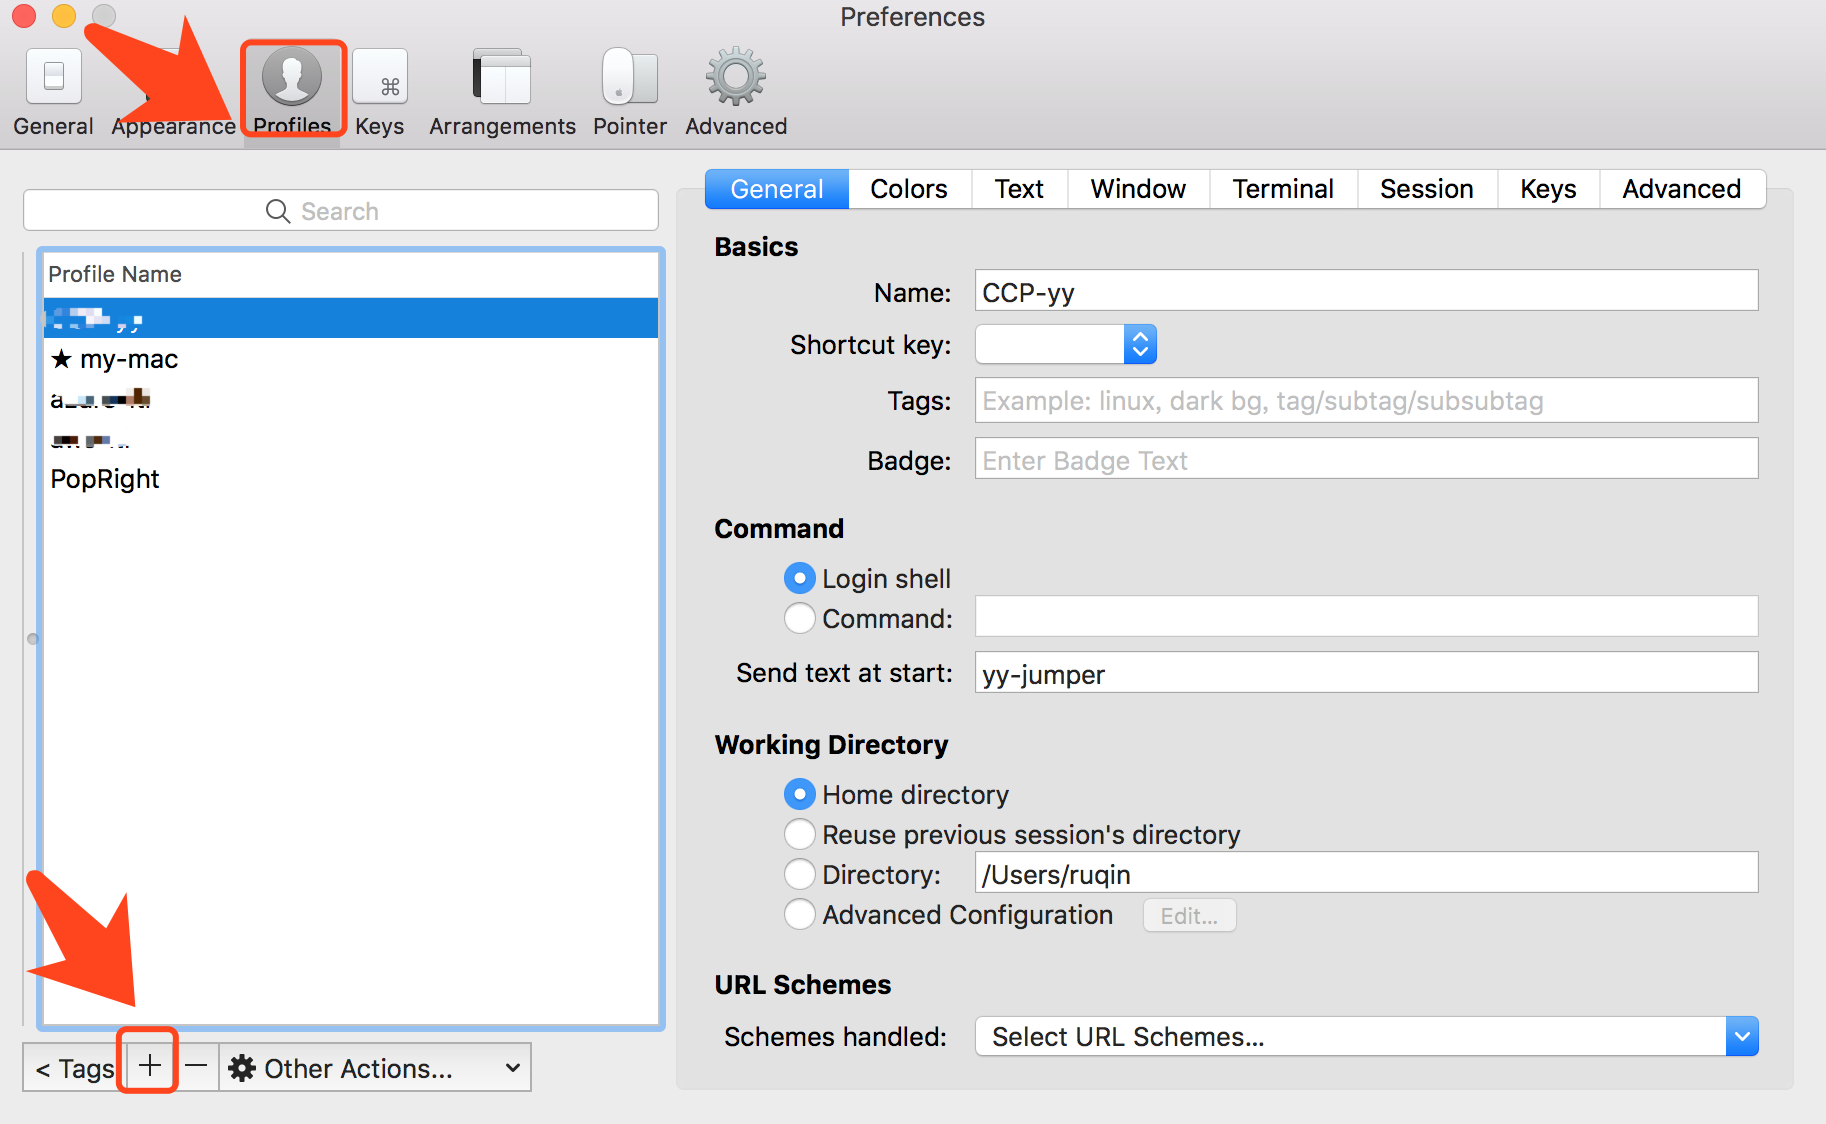 Preferences
General Appearance Profiles Keys Arrangements Pointer Advanced
Search
Profile Name
★ my-mac
PopRight
< Tags + − Other Actions...
General Colors Text Window Terminal Session Keys Advanced
Basics
Name: CCP-yy
Shortcut key:
Tags: Example: linux, dark bg, tag/subtag/subsubtag
Badge: Enter Badge Text
Command
Login shell
Command:
Send text at start: yy-jumper
Working Directory
Home directory
Reuse previous session's directory
Directory: /Users/ruqin
Advanced Configuration Edit...
URL Schemes
Schemes handled: Select URL Schemes...